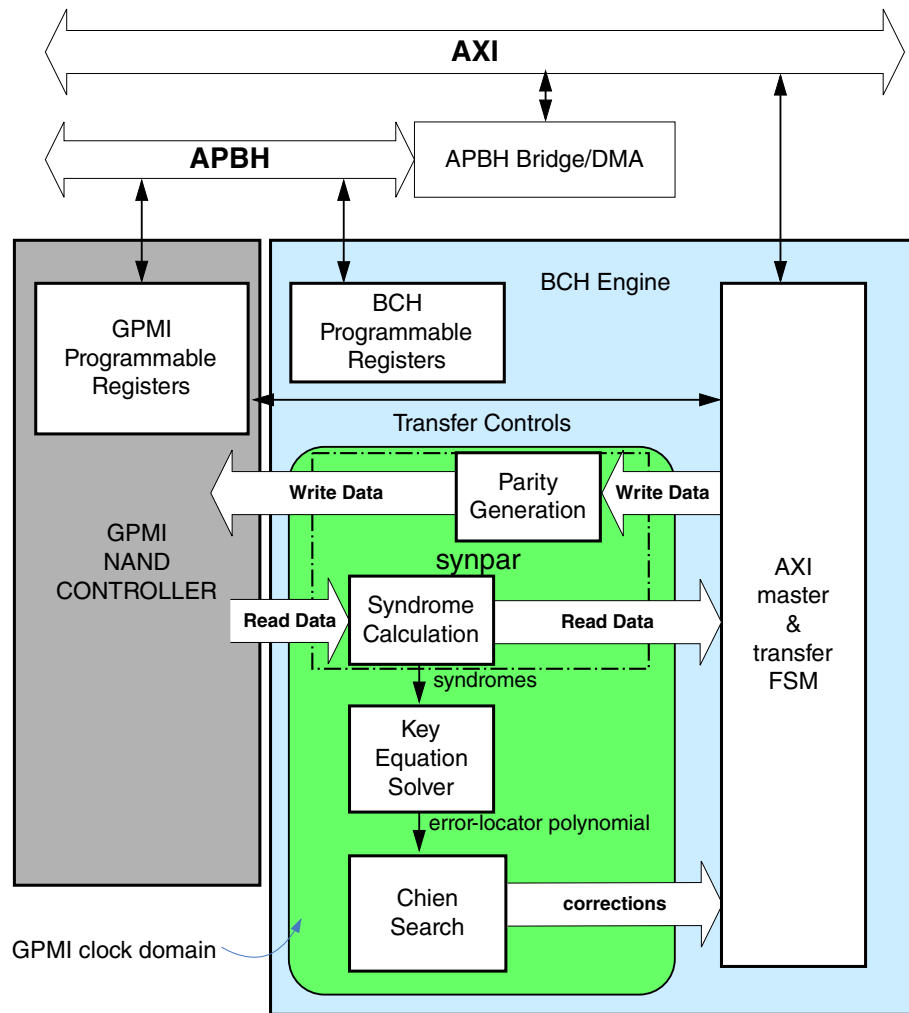 AXI
APBH
APBH Bridge/DMA
BCH Engine
GPMI
Programmable
Registers
BCH
Programmable
Registers
Transfer Controls
Write Data
Parity
Generation
Write Data
GPMI
NAND
CONTROLLER
synpar
Read Data
Syndrome
Calculation
Read Data
AXI
master
&
transfer
FSM
syndromes
Key
Equation
Solver
error-locator polynomial
Chien
Search
corrections
GPMI clock domain